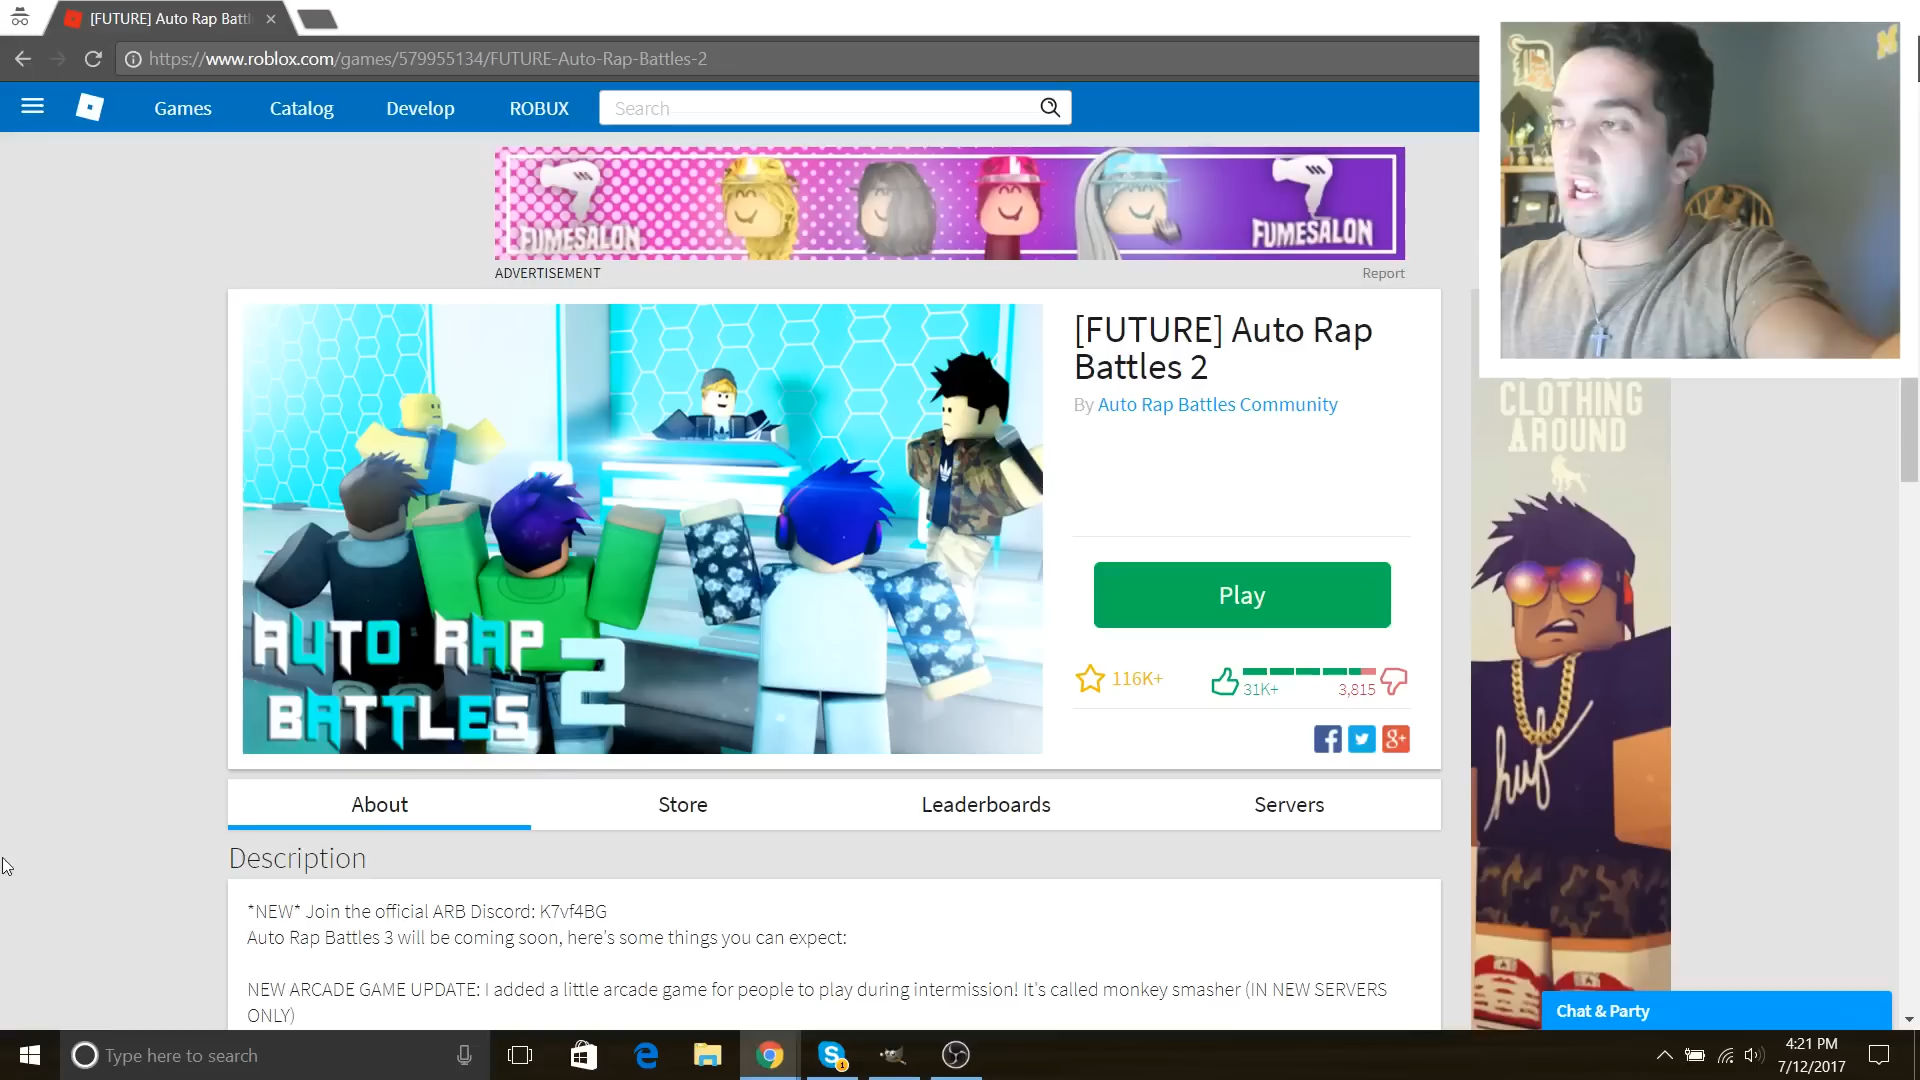 [FUTURE] Auto Rap Battl
https://www.roblox.com/games/579955134/FUTURE-Auto-Rap-Battles-2
Games
Catalog
Develop
ROBUX
Search
FUMESALON
FUMESALON
ADVERTISEMENT
Report
AUTO RAP
BATTLES 2
[FUTURE] Auto Rap
Battles 2
By Auto Rap Battles Community
Play
116K+
31K+
3,815
CLOTHING
AROUND
huf
About
Store
Leaderboards
Servers
Description
*NEW* Join the official ARB Discord: K7vf4BG
Auto Rap Battles 3 will be coming soon, here's some things you can expect:
NEW ARCADE GAME UPDATE: I added a little arcade game for people to play during intermission! It's called monkey smasher (IN NEW SERVERS
ONLY)
Chat & Party
Type here to search
4:21 PM
7/12/2017